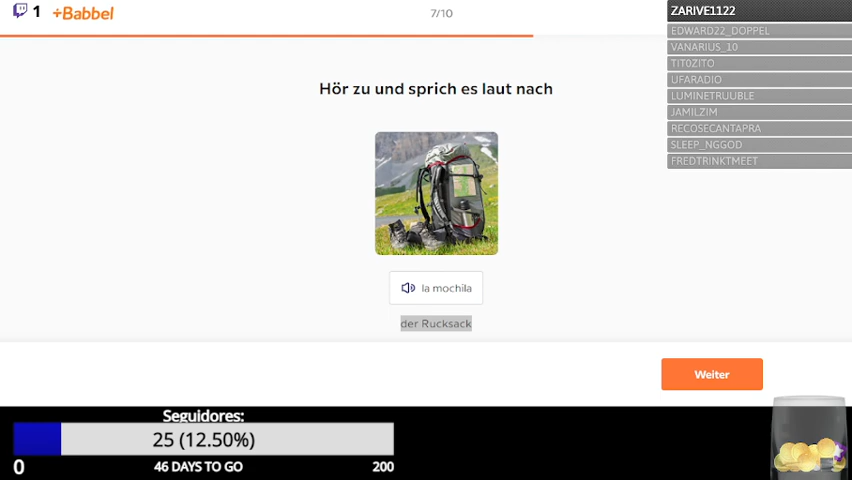 1 +Babbel
7/10
ZARIVE1122
EDWARD22_DOPPEL
VANARIUS_10
TIT0ZITO
UFARADIO
LUMINETRUUBLE
JAMILZIM
RECOSECANTAPRA
SLEEP_NGGOD
FREDTRINKTMEET
Hör zu und sprich es laut nach
la mochila
der Rucksack
Weiter
Seguidores:
25 (12.50%)
0 46 DAYS TO GO 200